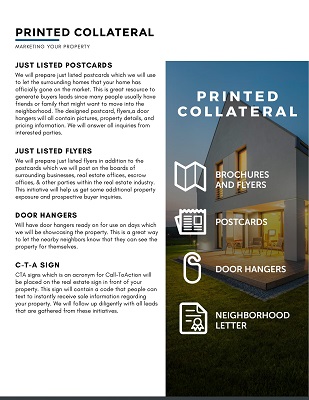 PRINTED COLLATERAL
MARKETING YOUR PROPERTY
JUST LISTED POSTCARDS
We will prepare just listed postcards which we will use
to let the surrounding homes that your home has
officially gone on the market. This is great resource to
generate buyers leads since many people usually have
friends or family that might want to move into the
neighborhood. The designed postcard, flyers,a door
hangers will all contain pictures, property details, and
pricing information. We will answer all inquiries from
interested parties.
JUST LISTED FLYERS
We will prepare just listed flyers in addition to the
postcards which we will post on the boards of
surrounding businesses, real estate offices, escrow
offices, & other parties within the real estate industry.
This initiative will help us get some additional property
exposure and prospective buyer inquiries.
DOOR HANGERS
Will have door hangers ready on for use on days which
we will be showcasing the property. This is a great way
to let the nearby neighbors know that they can see the
property for themselves.
C-T-A SIGN
CTA signs which is an acronym for Call-ToAction will
be placed on the real estate sign in front of your
property. This sign will contain a code that people can
text to instantly receive sale information regarding
your property. We will follow up diligently with all leads
that are gathered from these initiatives.
PRINTED
COLLATERAL
BROCHURES
AND FLYERS
POSTCARDS
DOOR HANGERS
NEIGHBORHOOD
LETTER